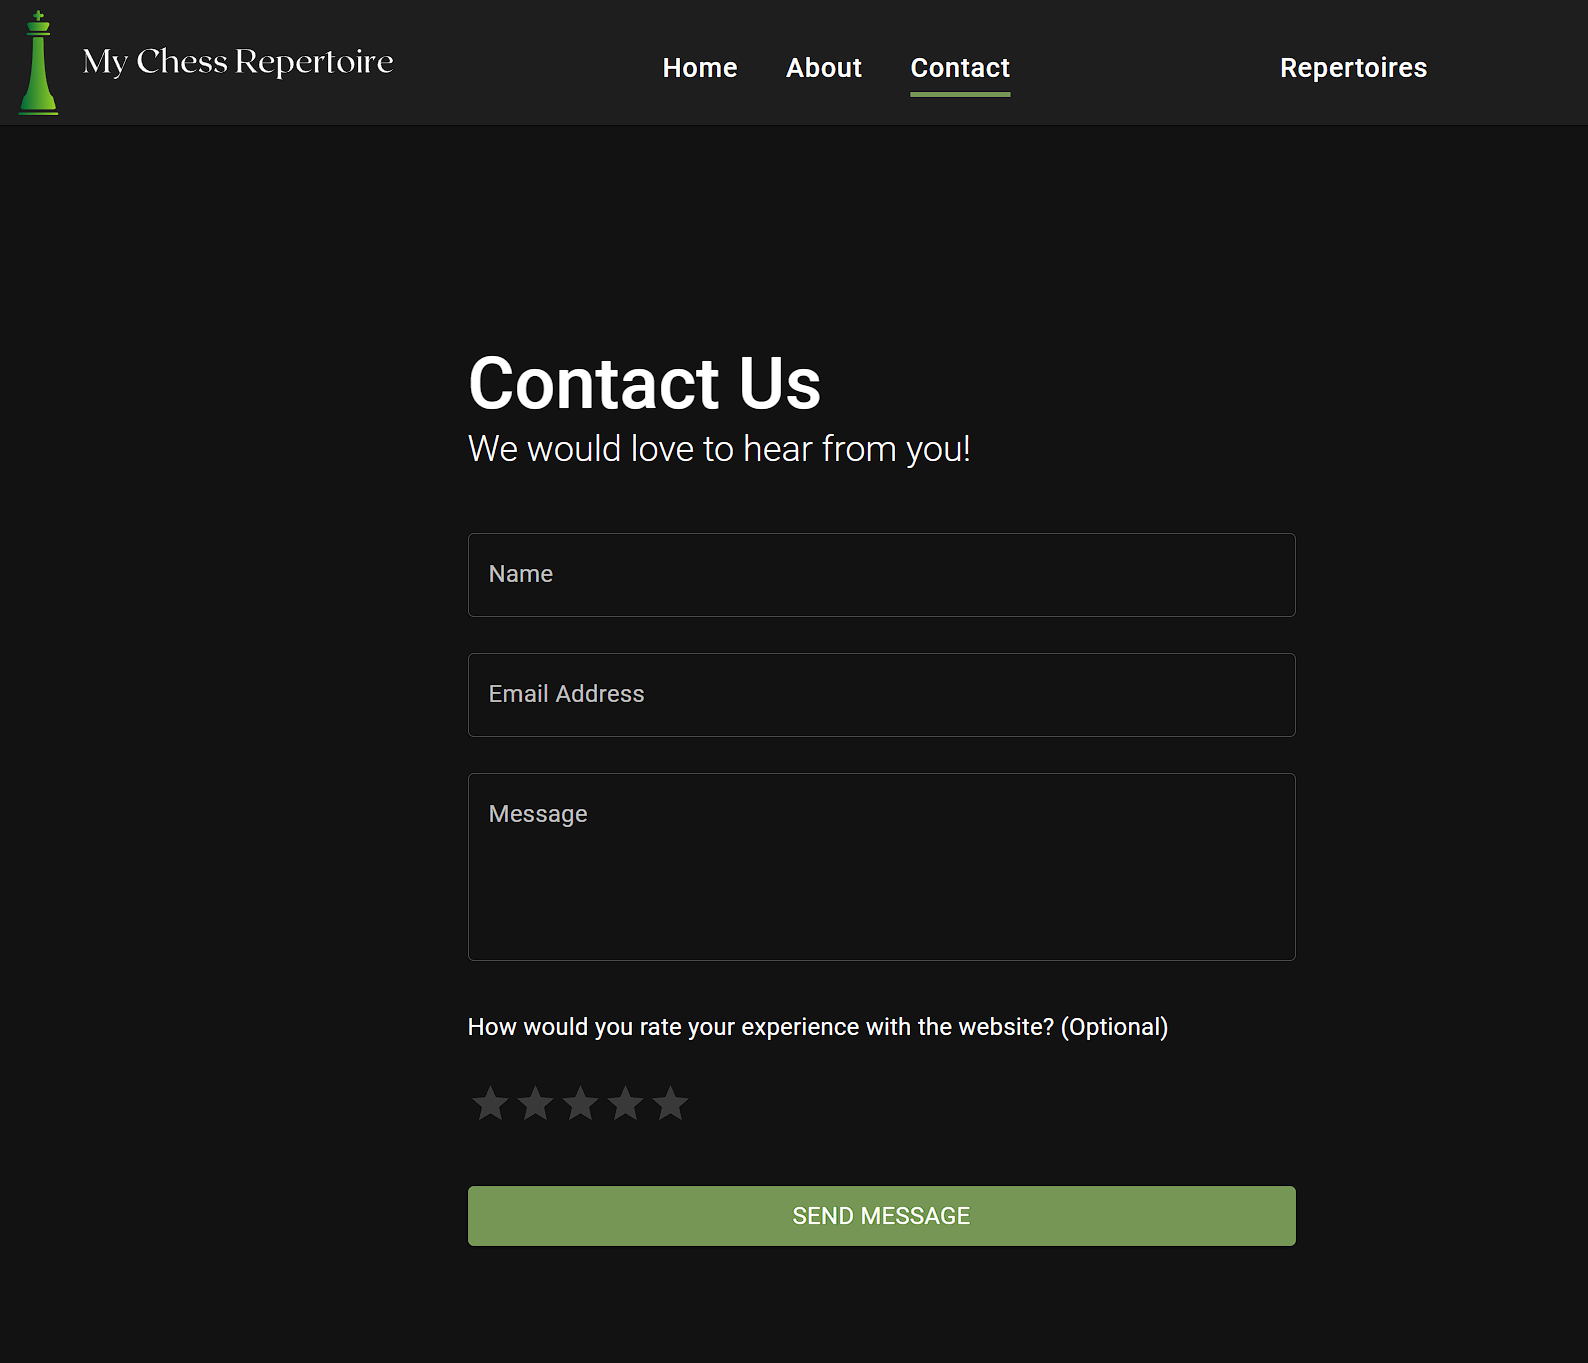 My Chess Repertoire
Home About Contact Repertoires
Contact Us
We would love to hear from you!
Name
Email Address
Message
How would you rate your experience with the website? (Optional)
SEND MESSAGE